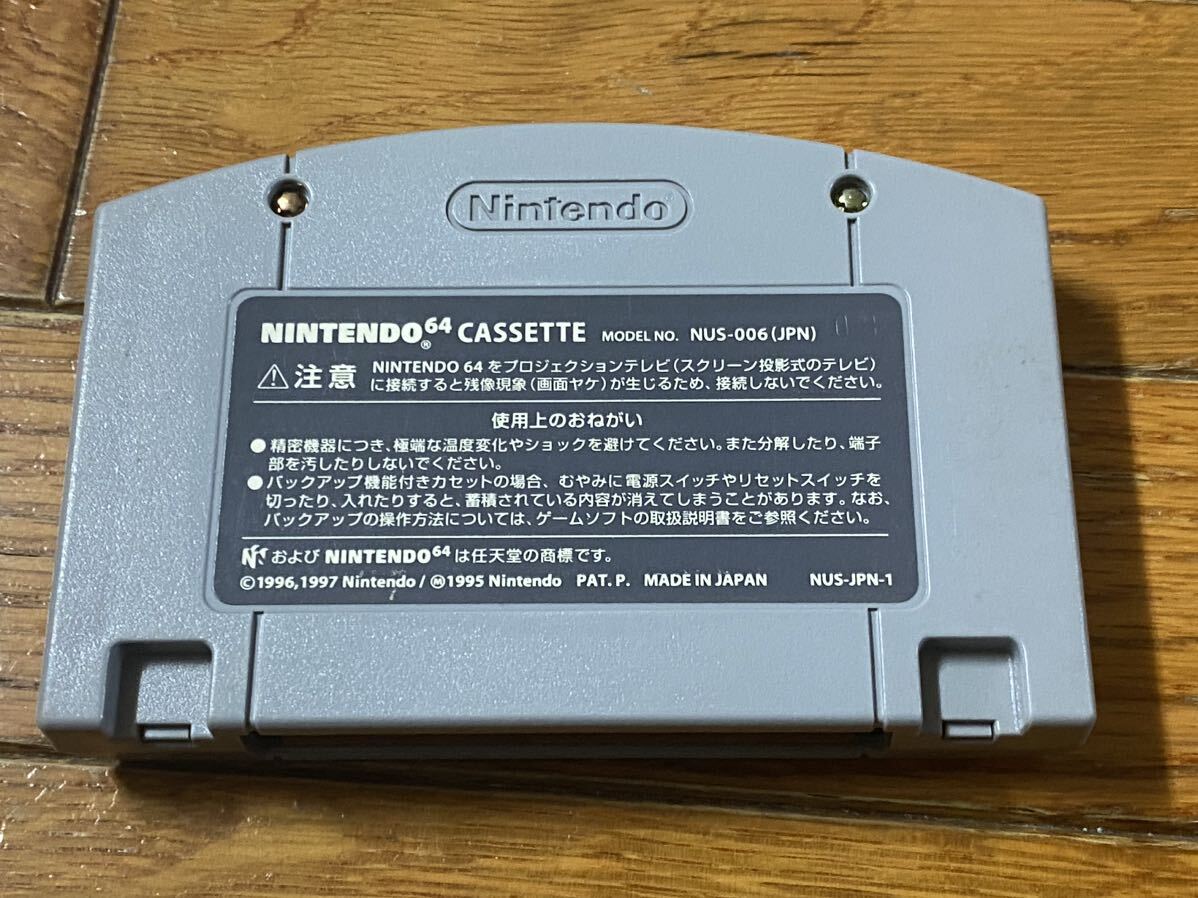 Nintendo
NINTENDO64® CASSETTE MODEL NO. NUS-006(JPN)
⚠注意 NINTENDO 64 をプロジェクションテレビ(スクリーン投影式のテレビ)
に接続すると残像現象(画面ヤケ)が生じるため、接続しないでください。
使用上のおねがい
●精密機器につき、極端な温度変化やショックを避けてください。また分解したり、端子
部を汚したりしないでください。
●バックアップ機能付きカセットの場合、むやみに電源スイッチやリセットスイッチを
切ったり、入れたりすると、蓄積されている内容が消えてしまうことがあります。なお、
バックアップの操作方法については、ゲームソフトの取扱説明書をご参照ください。
および NINTENDO64 は任天堂の商標です。
©1996,1997 Nintendo/Ⓜ1995 Nintendo PAT. P. MADE IN JAPAN NUS-JPN-1